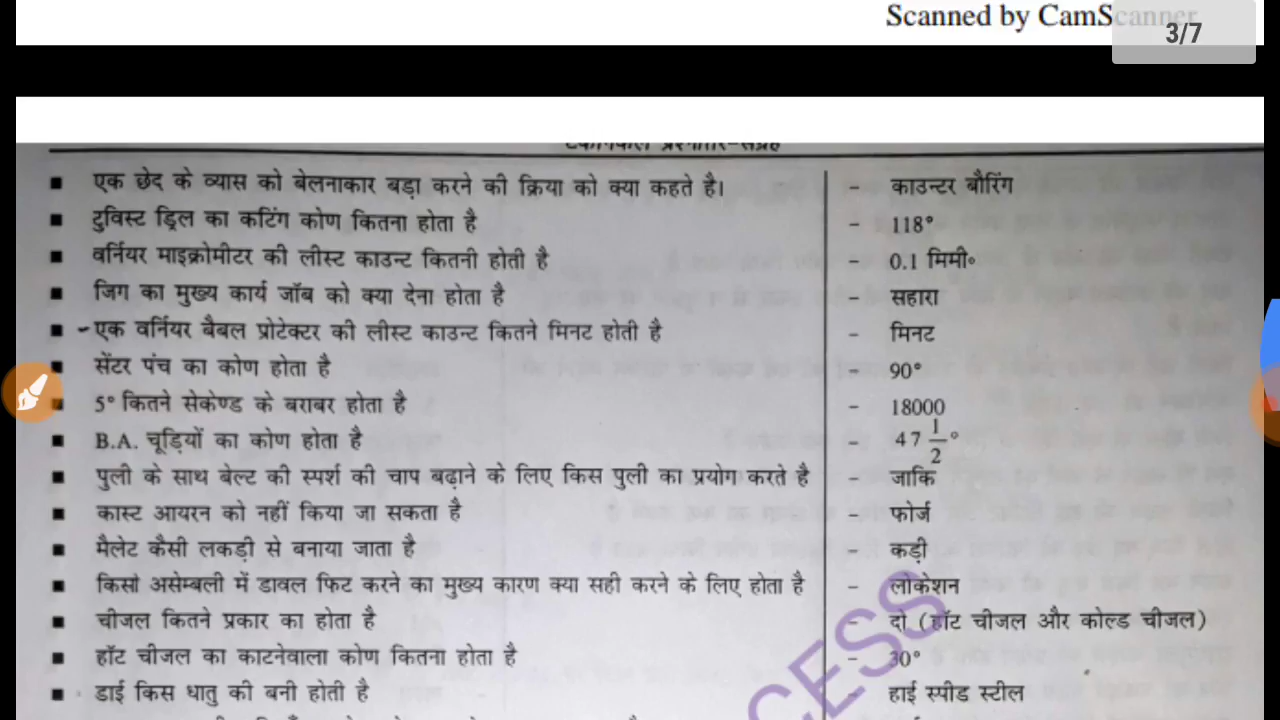 Scanned by CamScanner
3/7
एक छेद के व्यास को बेलनाकार बड़ा करने की क्रिया को क्या कहते है। काउन्टर बौरिंग
टुविस्ट ड्रिल का कटिंग कोण कितना होता है - 118°
वर्नियर माइक्रोमीटर की लीस्ट काउन्ट कितनी होती है - 0.1 मिमी॰
जिग का मुख्य कार्य जॉब को क्या देना होता है - सहारा
एक वर्नियर बैबल प्रोटेक्टर की लीस्ट काउन्ट कितने मिनट होती है - मिनट
सेंटर पंच का कोण होता है - 90°
5° कितने सेकेण्ड के बराबर होता है - 18000
B.A. चूड़ियों का कोण होता है - 47 1/2°
पुली के साथ बेल्ट की स्पर्श की चाप बढ़ाने के लिए किस पुली का प्रयोग करते है - जाकि
कास्ट आयरन को नहीं किया जा सकता है - फोर्ज
मैलेट कैसी लकड़ी से बनाया जाता है - कड़ी
किसी असेम्बली में डावल फिट करने का मुख्य कारण क्या सही करने के लिए होता है - लोकेशन
चीजल कितने प्रकार का होता है - दो (हॉट चीजल और कोल्ड चीजल)
हॉट चीजल का काटनेवाला कोण कितना होता है - 30°
डाई किस धातु की बनी होती है - हाई स्पीड स्टील
CESS